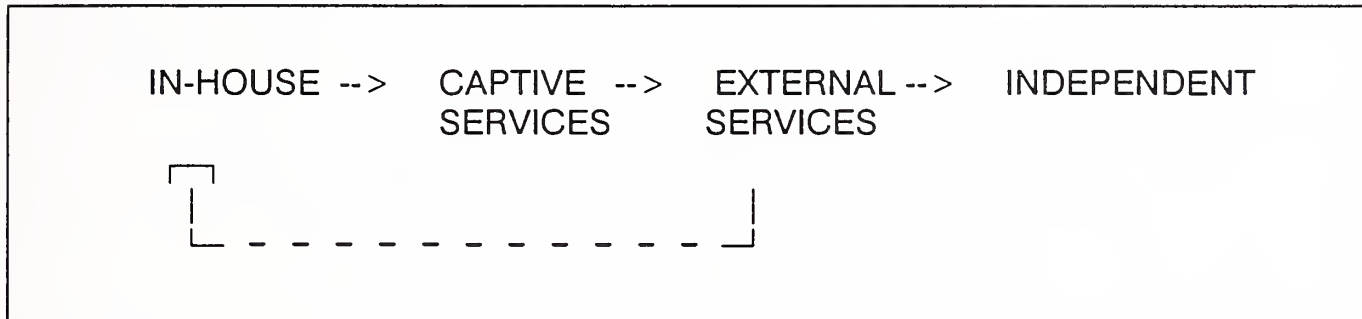 IN-HOUSE --> CAPTIVE --> EXTERNAL --> INDEPENDENT
SERVICES SERVICES